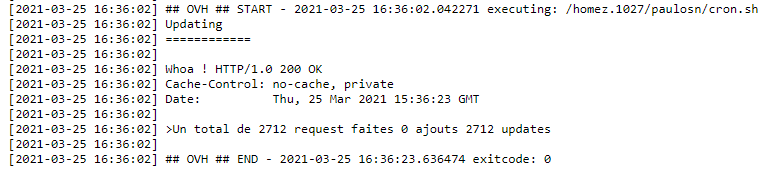 [2021-03-25 16:36:02] ## OVH ## START - 2021-03-25 16:36:02.042271 executing: /homez.1027/paulosn/cron.sh
[2021-03-25 16:36:02] Updating
[2021-03-25 16:36:02] ============
[2021-03-25 16:36:02]
[2021-03-25 16:36:02] Whoa ! HTTP/1.0 200 OK
[2021-03-25 16:36:02] Cache-Control: no-cache, private
[2021-03-25 16:36:02] Date:          Thu, 25 Mar 2021 15:36:23 GMT
[2021-03-25 16:36:02]
[2021-03-25 16:36:02] >Un total de 2712 request faites 0 ajouts 2712 updates
[2021-03-25 16:36:02]
[2021-03-25 16:36:02] ## OVH ## END - 2021-03-25 16:36:23.636474 exitcode: 0